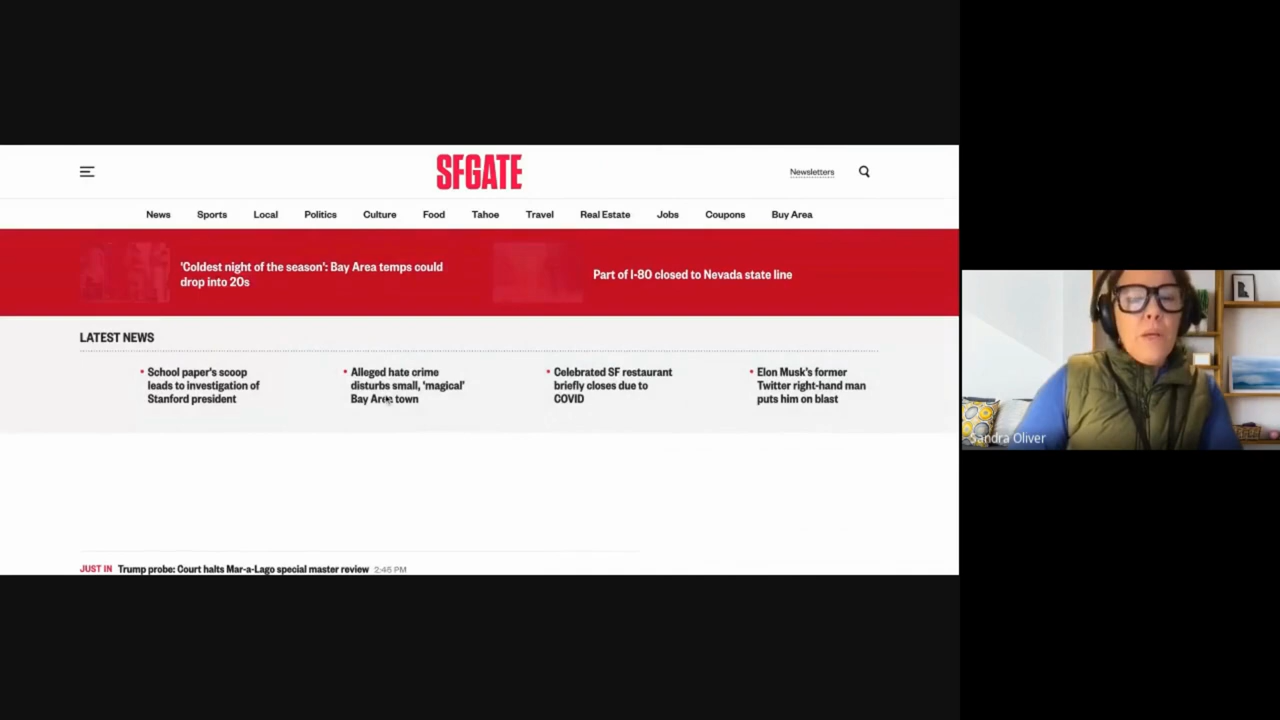 SFGATE
Newsletters
News Sports Local Politics Culture Food Tahoe Travel Real Estate Jobs Coupons Buy Area
'Coldest night of the season': Bay Area temps could
drop into 20s
Part of I-80 closed to Nevada state line
LATEST NEWS
School paper's scoop
leads to investigation of
Stanford president
Alleged hate crime
disturbs small, 'magical'
Bay Area town
Celebrated SF restaurant
briefly closes due to
COVID
Elon Musk's former
Twitter right-hand man
puts him on blast
JUST IN Trump probe: Court halts Mar-a-Lago special master review 2:45 PM
Sandra Oliver